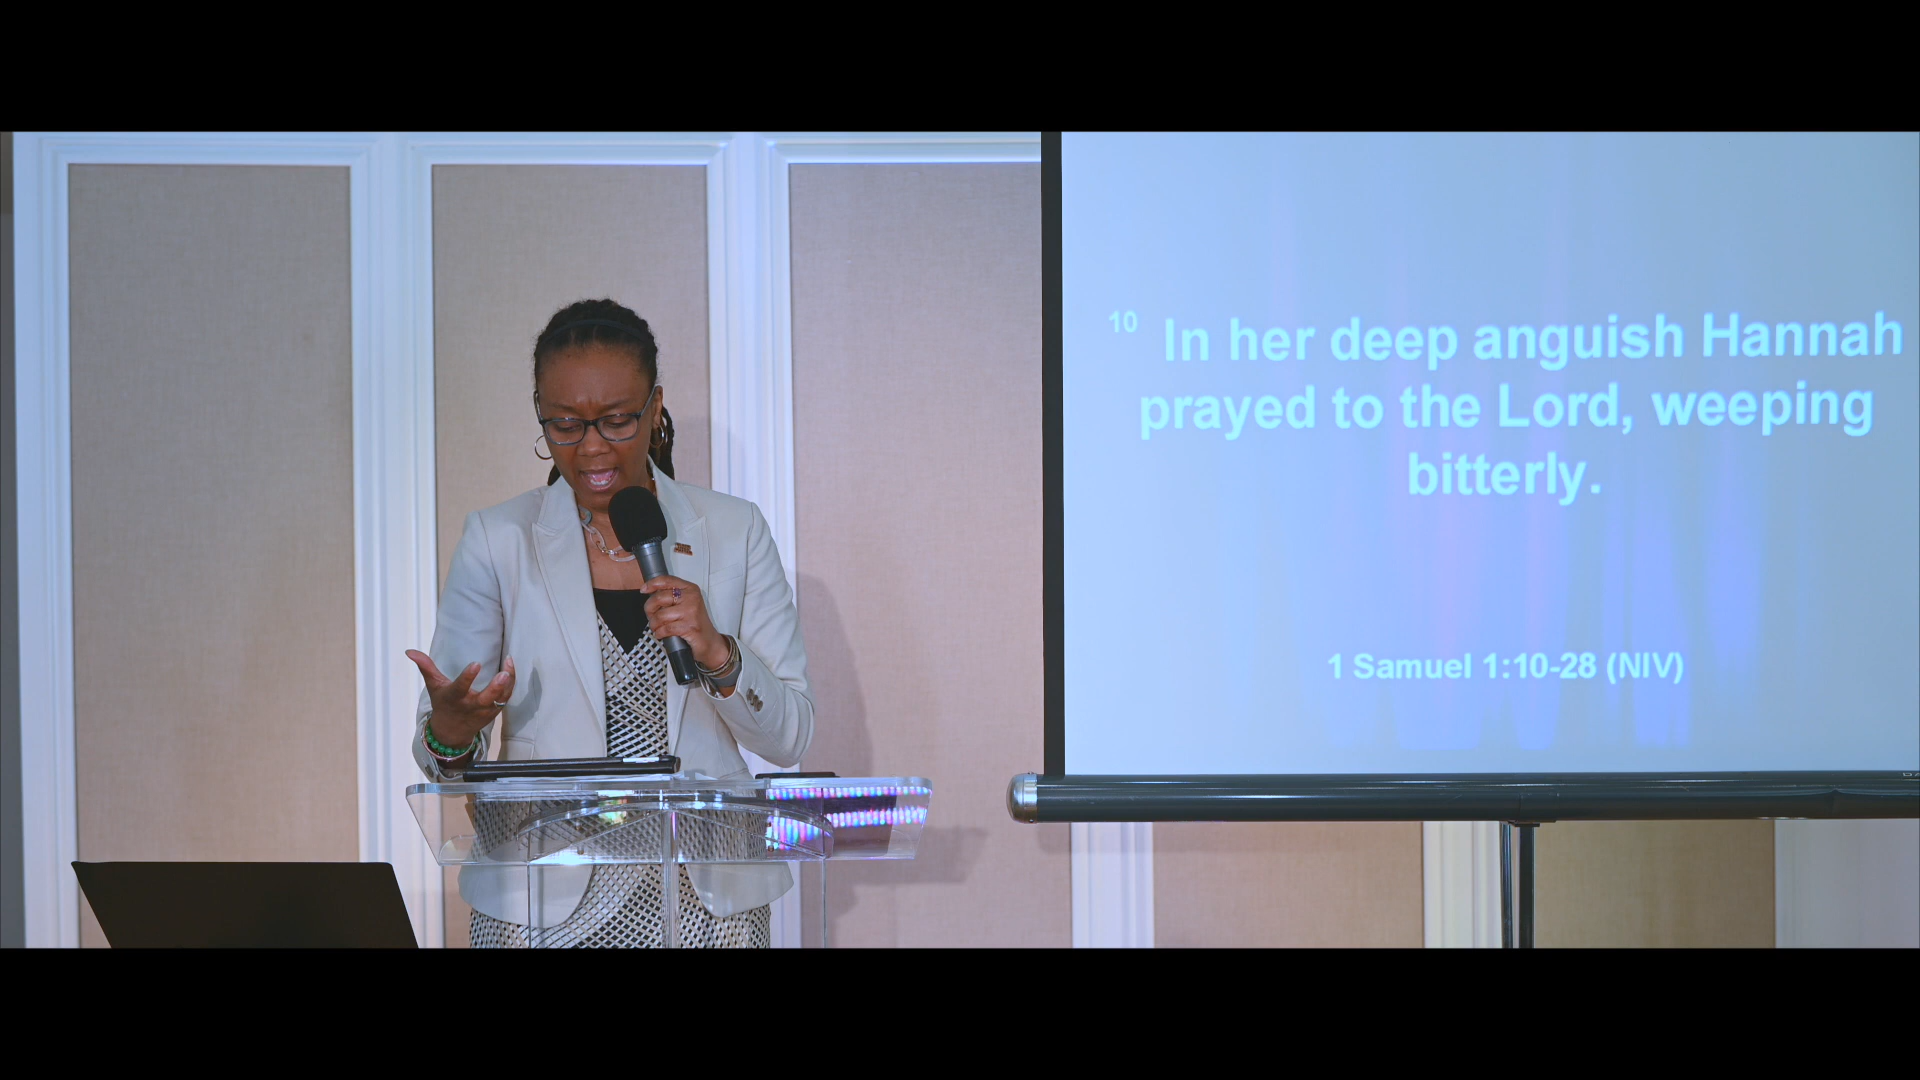 10 In her deep anguish Hannah
prayed to the Lord, weeping
bitterly.
1 Samuel 1:10-28 (NIV)